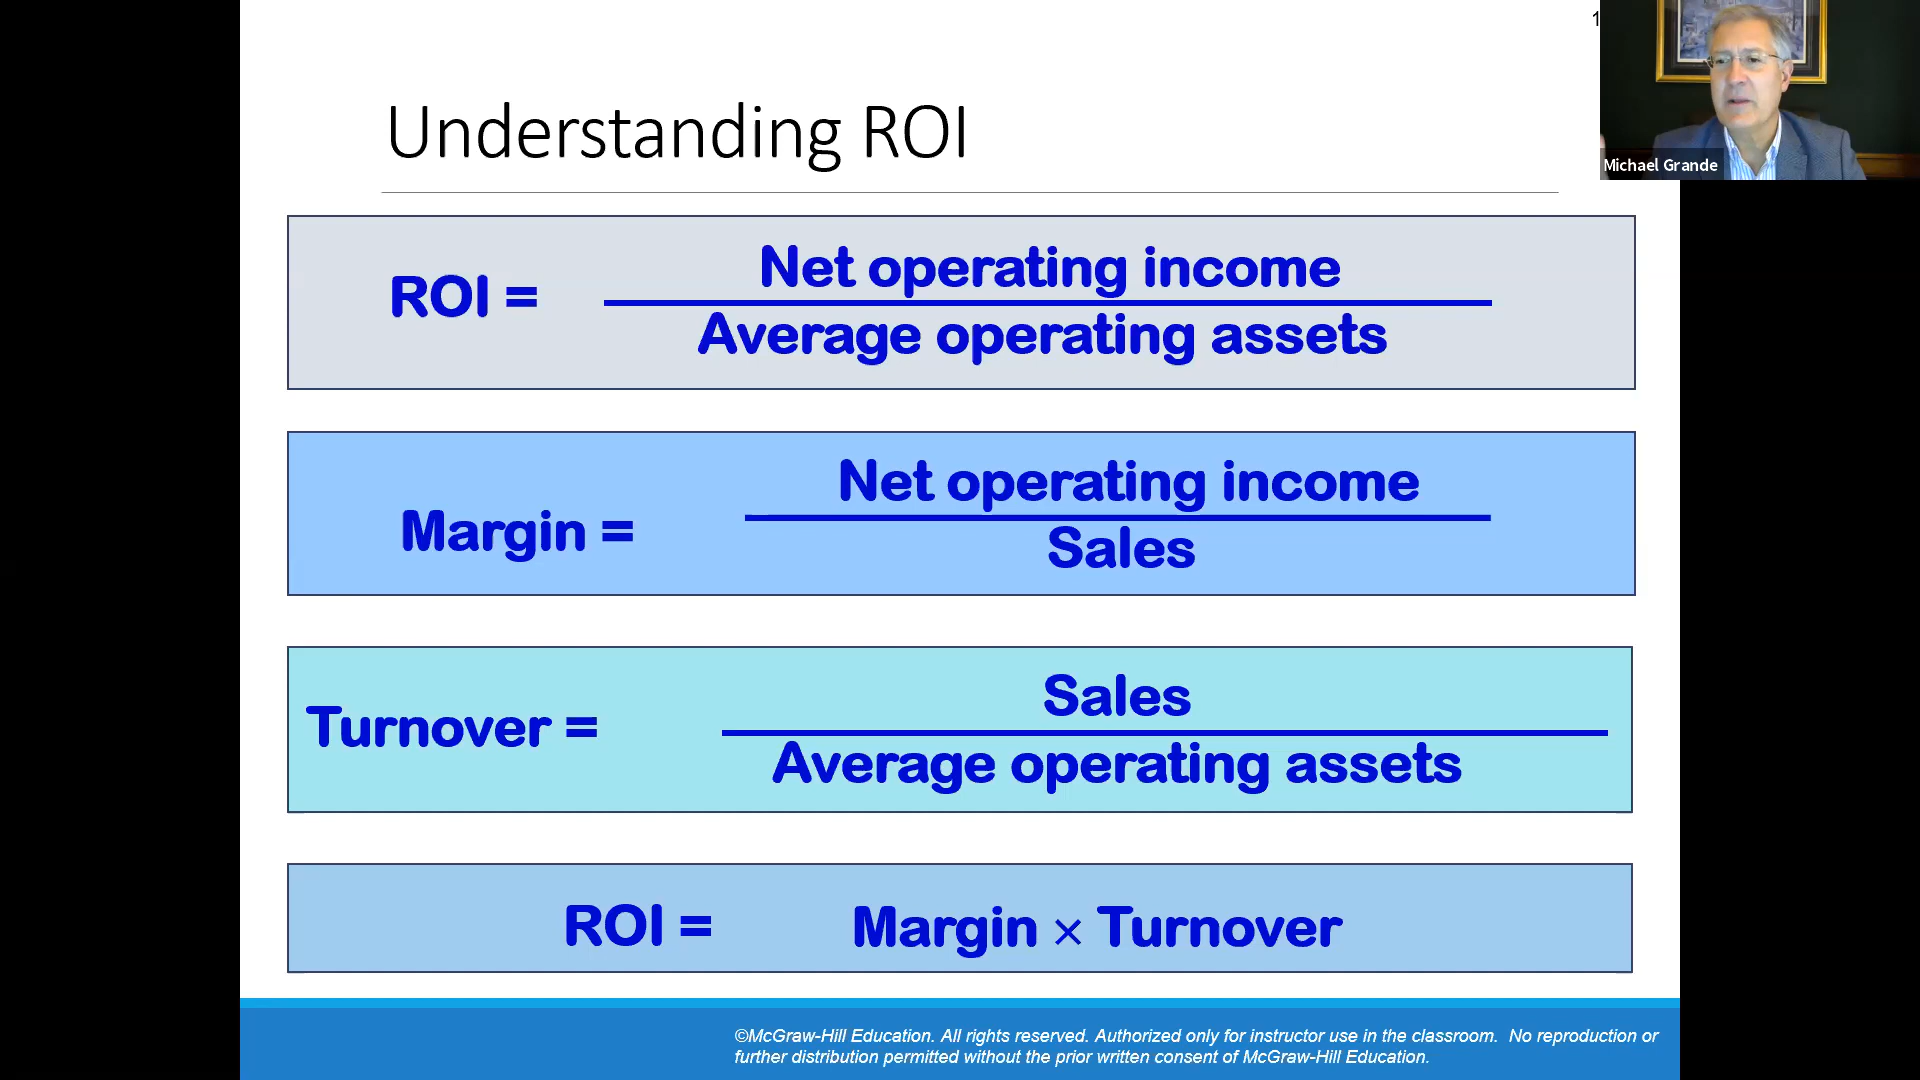 1
Understanding ROI
Michael Grande
ROI =
Net operating income
Average operating assets
Margin =
Net operating income
Sales
Turnover =
Sales
Average operating assets
ROI = Margin × Turnover
©McGraw-Hill Education. All rights reserved. Authorized only for instructor use in the classroom. No reproduction or
further distribution permitted without the prior written consent of McGraw-Hill Education.